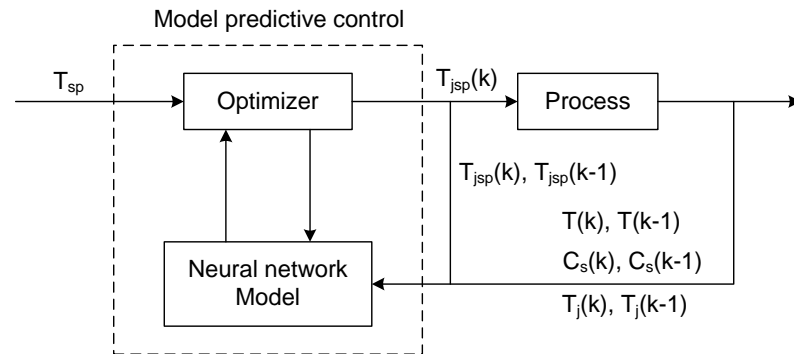 Model predictive control
T_sp
Optimizer
T_jsp(k)
Process
T_jsp(k), T_jsp(k-1)
T(k), T(k-1)
C_s(k), C_s(k-1)
T_j(k), T_j(k-1)
Neural network
Model